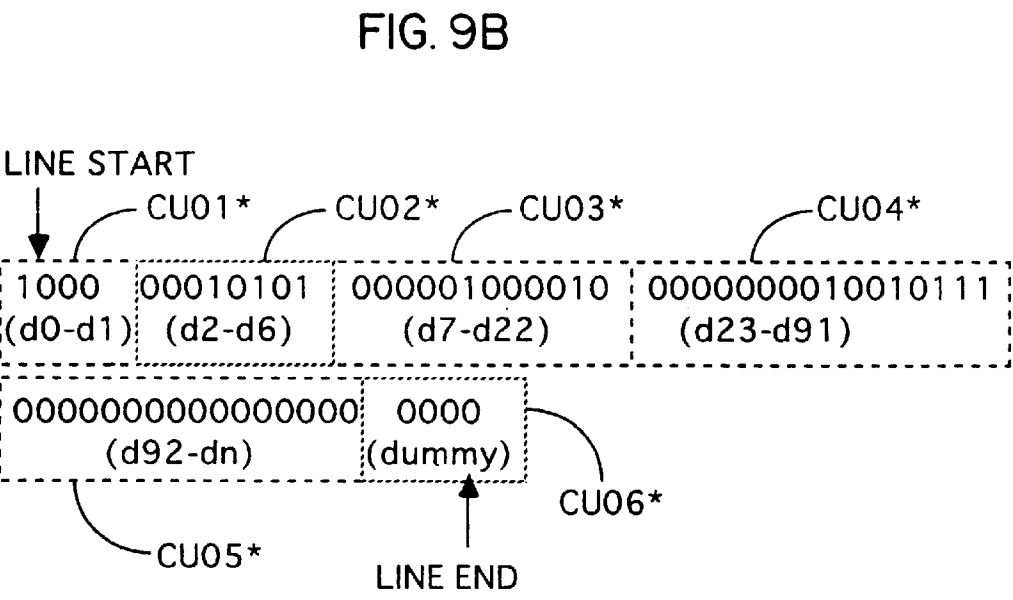 FIG. 9B
LINE START
CU01* CU02* CU03* CU04*
1000 00010101 000001000010 0000000010010111
(d0-d1) (d2-d6) (d7-d22) (d23-d91)
0000000000000000 0000
(d92-dn) (dummy)
CU06*
CU05*
LINE END